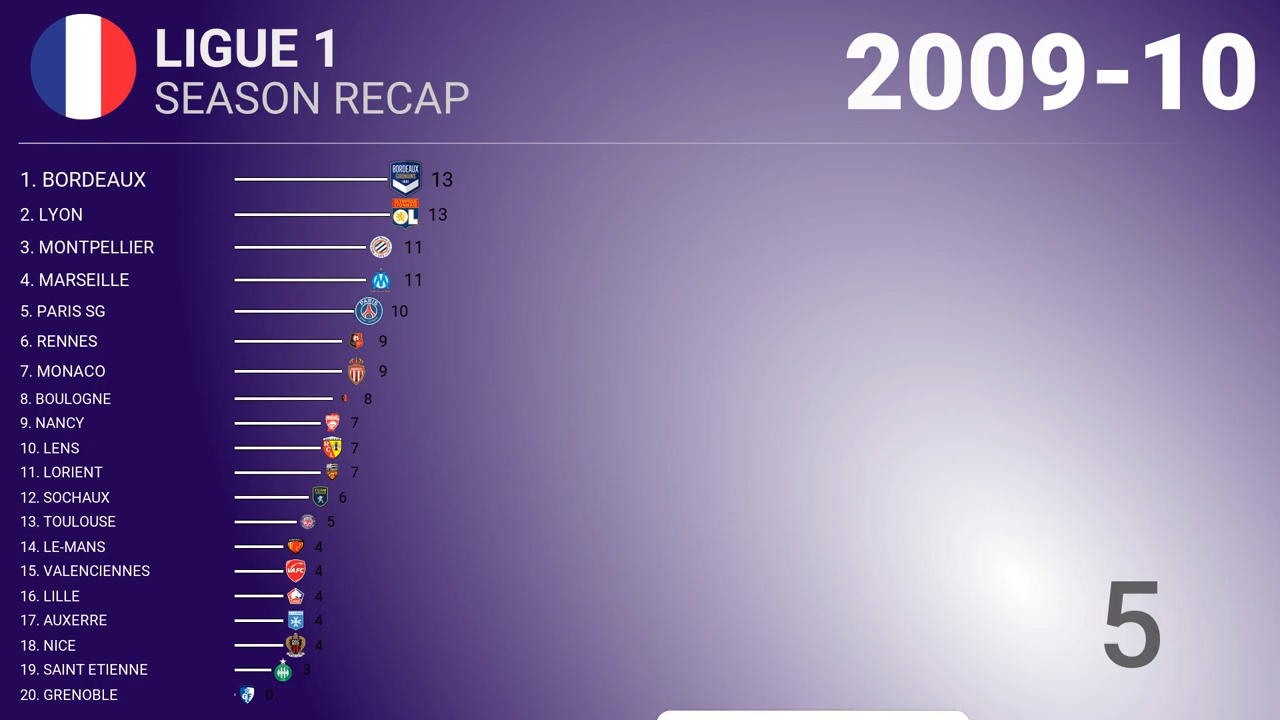 LIGUE 1
SEASON RECAP
2009-10
1. BORDEAUX 13
2. LYON 13
3. MONTPELLIER 11
4. MARSEILLE 11
5. PARIS SG 10
6. RENNES 9
7. MONACO 9
8. BOULOGNE 8
9. NANCY 7
10. LENS 7
11. LORIENT 7
12. SOCHAUX 6
13. TOULOUSE 5
14. LE-MANS 4
15. VALENCIENNES 4
16. LILLE 4
17. AUXERRE 4
18. NICE 4
19. SAINT ETIENNE 3
20. GRENOBLE 0
5